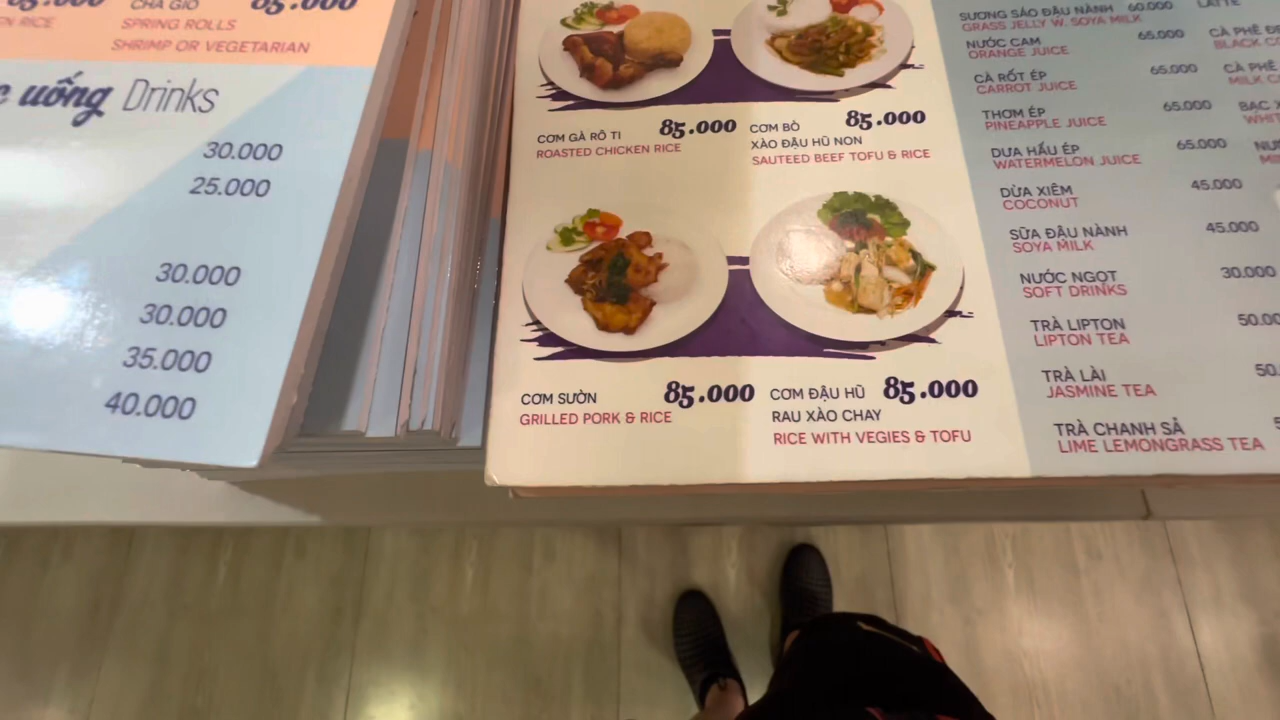 CHẢ GIÒ
SPRING ROLLS
SHRIMP OR VEGETARIAN
RICE
uống Drinks
30.000
25.000
30.000
30.000
35.000
40.000
CƠM GÀ RÔ TI 85.000
ROASTED CHICKEN RICE
CƠM BÒ 85.000
XÀO ĐẬU HŨ NON
SAUTEED BEEF TOFU & RICE
CƠM SƯỜN 85.000
GRILLED PORK & RICE
CƠM ĐẬU HŨ 85.000
RAU XÀO CHAY
RICE WITH VEGIES & TOFU
SƯƠNG SÁO ĐẬU NÀNH 60.000
GRASS JELLY W. SOYA MILK
NƯỚC CAM 65.000
ORANGE JUICE
CÀ RỐT ÉP 65.000
CARROT JUICE
THƠM ÉP 65.000
PINEAPPLE JUICE
DƯA HẤU ÉP 65.000
WATERMELON JUICE
DỪA XIÊM 45.000
COCONUT
SỮA ĐẬU NÀNH 45.000
SOYA MILK
NƯỚC NGỌT 30.000
SOFT DRINKS
TRÀ LIPTON
LIPTON TEA
TRÀ LÀI
JASMINE TEA
TRÀ CHANH SẢ
LIME LEMONGRASS TEA
LATTE
CÀ PHÊ
BLACK
CÀ PHÊ
MILK
BẠC